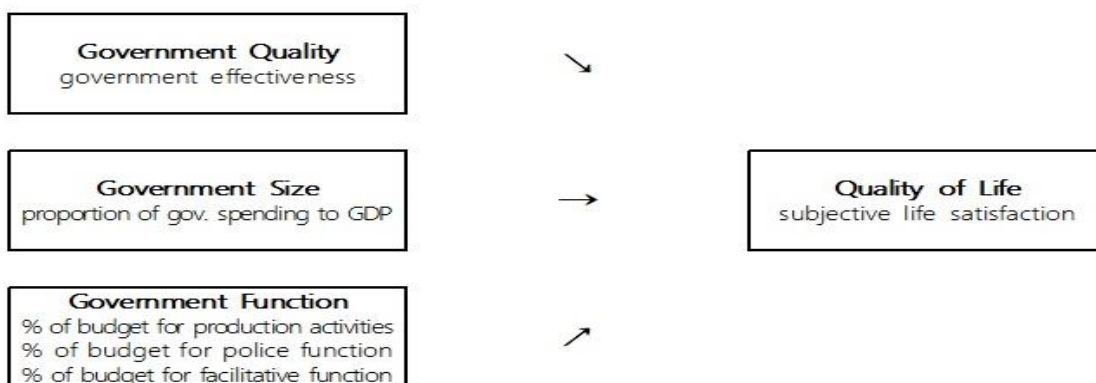 Government Quality
government effectiveness
Government Size
proportion of gov. spending to GDP
Quality of Life
subjective life satisfaction
Government Function
% of budget for production activities
% of budget for police function
% of budget for facilitative function